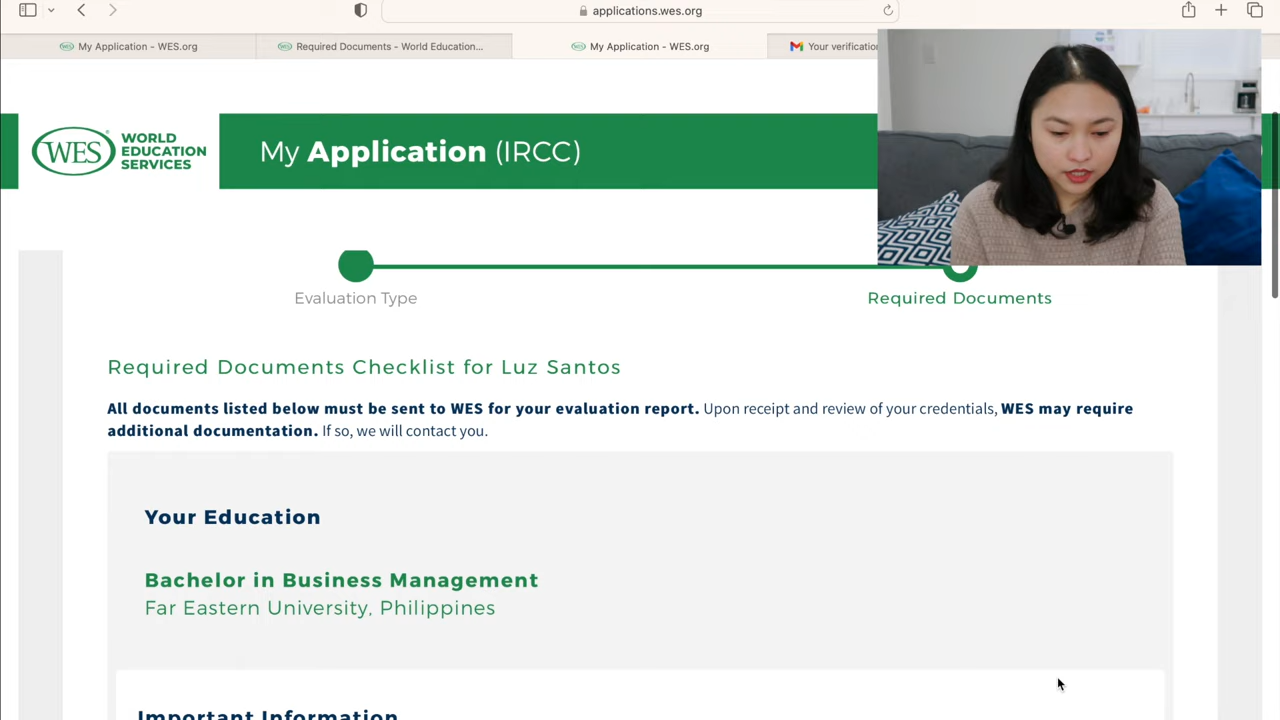 applications.wes.org
My Application - WES.org
Required Documents - World Education...
My Application - WES.org
Your verification
WES
WORLD
EDUCATION
SERVICES
My Application (IRCC)
Evaluation Type
Required Documents
Required Documents Checklist for Luz Santos
All documents listed below must be sent to WES for your evaluation report. Upon receipt and review of your credentials, WES may require
additional documentation. If so, we will contact you.
Your Education
Bachelor in Business Management
Far Eastern University, Philippines
Important Information